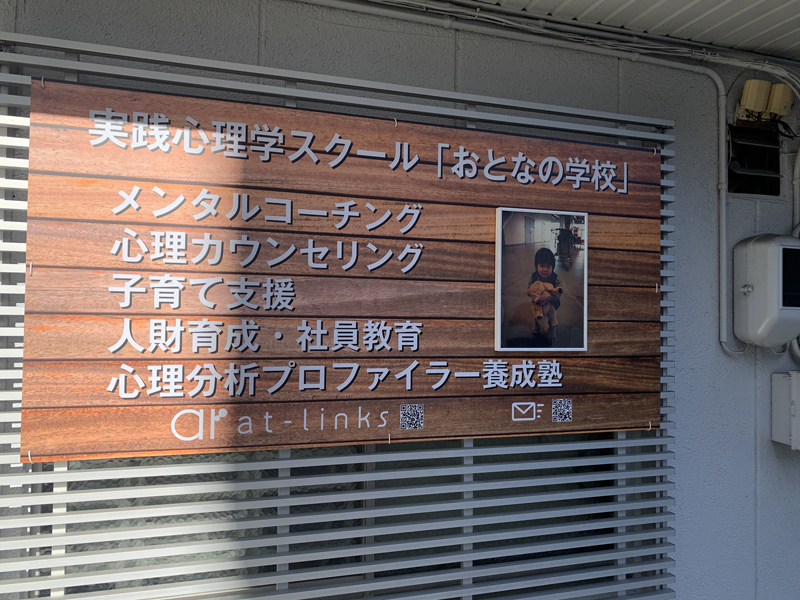 実践心理学スクール「おとなの学校」
メンタルコーチング
心理カウンセリング
子育て支援
人財育成・社員教育
心理分析プロファイラー養成塾
ar at-links